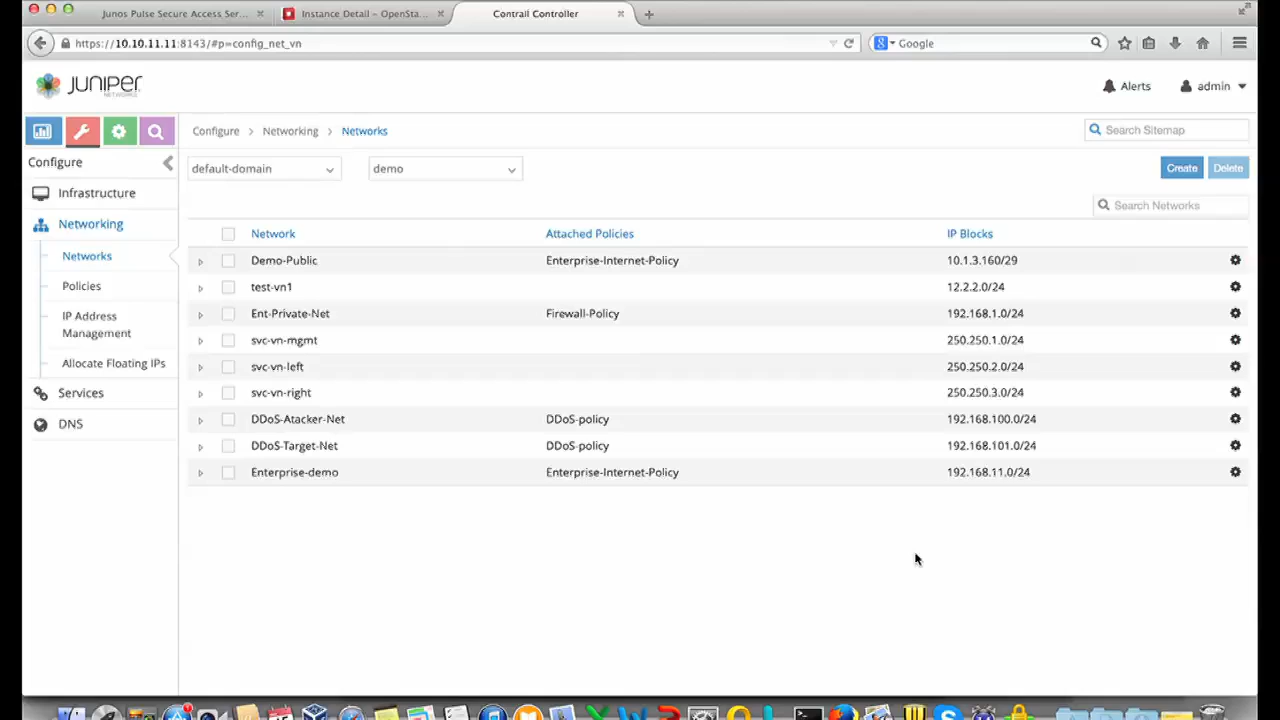 Junos Pulse Secure Access Ser...
Instance Detail – OpenSta...
Contrail Controller
https://10.10.11.11:8143/#p=config_net_vn
Google
JUNIPER
NETWORKS
Alerts
admin
Configure > Networking > Networks
Search Sitemap
Configure
default-domain
demo
Create
Delete
Infrastructure
Search Networks
Networking
Networks
Policies
IP Address
Management
Allocate Floating IPs
Services
DNS
Network Attached Policies IP Blocks
Demo-Public Enterprise-Internet-Policy 10.1.3.160/29
test-vn1 12.2.2.0/24
Ent-Private-Net Firewall-Policy 192.168.1.0/24
svc-vn-mgmt 250.250.1.0/24
svc-vn-left 250.250.2.0/24
svc-vn-right 250.250.3.0/24
DDoS-Atacker-Net DDoS-policy 192.168.100.0/24
DDoS-Target-Net DDoS-policy 192.168.101.0/24
Enterprise-demo Enterprise-Internet-Policy 192.168.11.0/24